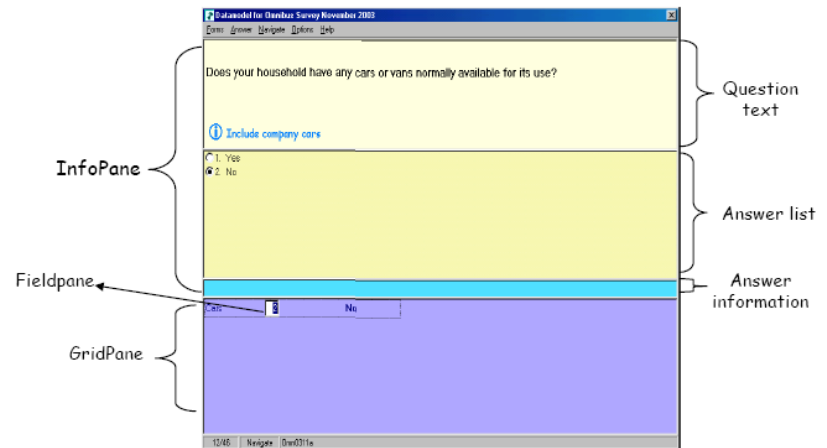 Datamodel for Omnibus Survey November 2003
Forms Answer Navigate Options Help
Does your household have any cars or vans normally available for its use?
Include company cars
1. Yes
2. No
Cars 2 No
12/46 Navigate Omn0311a
InfoPane
Fieldpane
GridPane
Question
text
Answer list
Answer
information